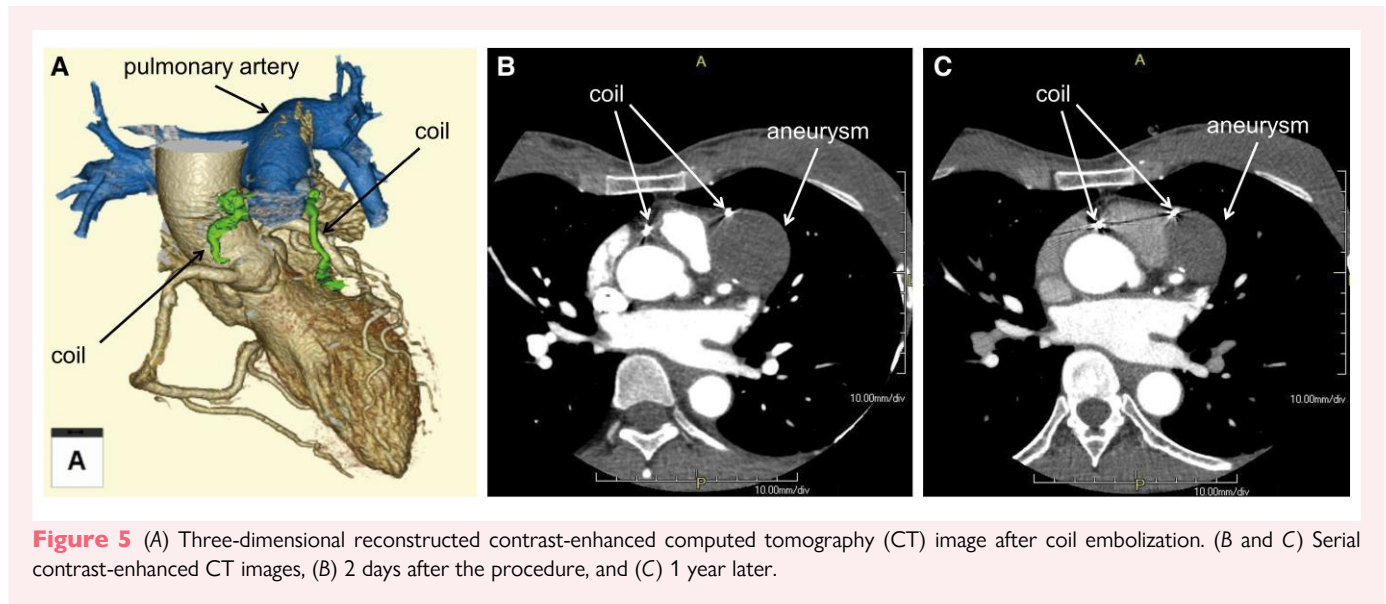 A
pulmonary artery
coil
coil
A
B
A
coil
aneurysm
10.00mm/div
P
10.00mm/div
C
A
coil
aneurysm
10.00mm/div
P
10.00mm/div
Figure 5 (A) Three-dimensional reconstructed contrast-enhanced computed tomography (CT) image after coil embolization. (B and C) Serial
contrast-enhanced CT images, (B) 2 days after the procedure, and (C) 1 year later.